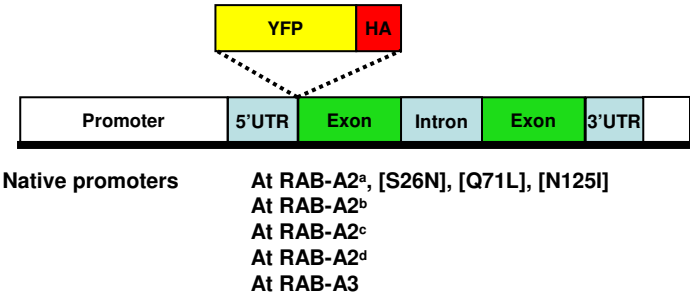 YFP HA
Promoter 5'UTR Exon Intron Exon 3'UTR
Native promoters At RAB-A2ᵃ, [S26N], [Q71L], [N125I]
At RAB-A2ᵇ
At RAB-A2ᶜ
At RAB-A2ᵈ
At RAB-A3